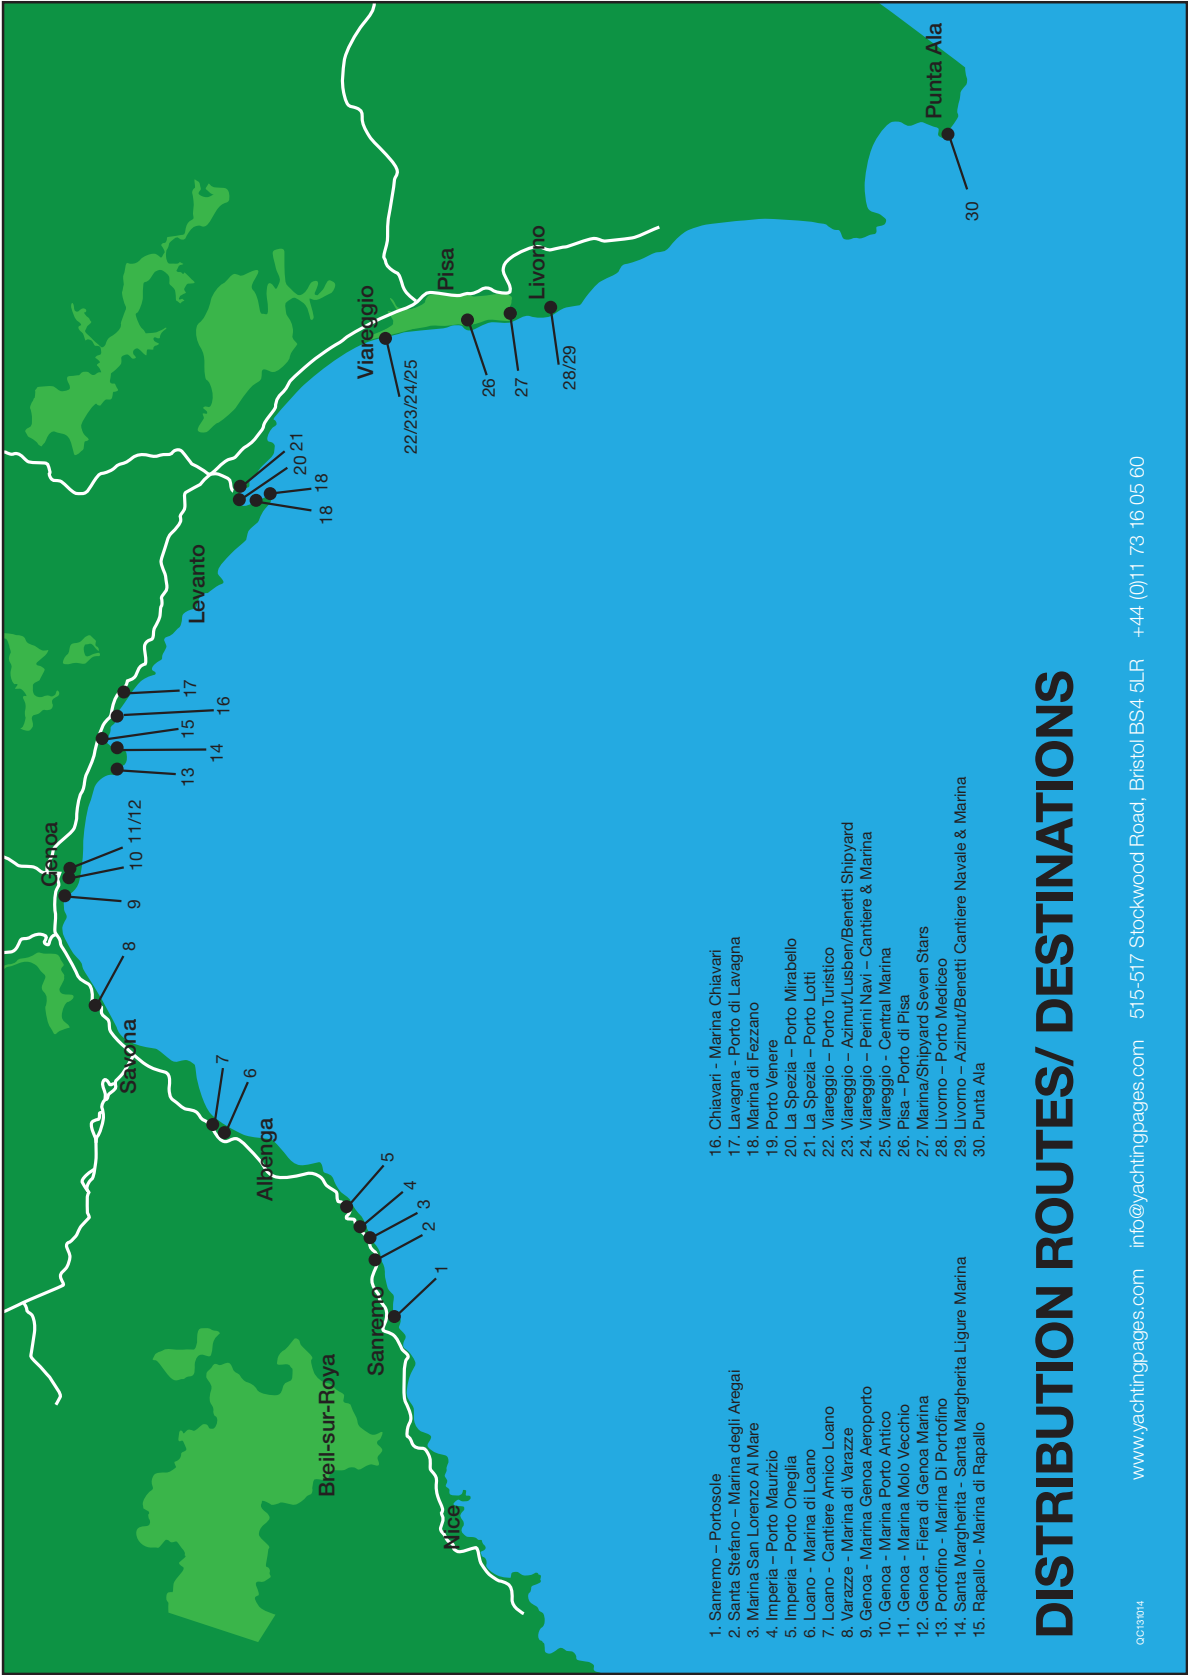 Nice
Breil-sur-Roya
Sanremo
Albenga
Savona
Genoa
Levanto
Viareggio
Pisa
Livorno
Punta Ala
1
2
3
4
5
6
7
8
9
10
11/12
13
14
15
16
17
18
18
20
21
22/23/24/25
26
27
28/29
30
1. Sanremo – Portosole
2. Santa Stefano – Marina degli Aregai
3. Marina San Lorenzo Al Mare
4. Imperia – Porto Maurizio
5. Imperia – Porto Oneglia
6. Loano - Marina di Loano
7. Loano - Cantiere Amico Loano
8. Varazze - Marina di Varazze
9. Genoa - Marina Genoa Aeroporto
10. Genoa - Marina Porto Antico
11. Genoa - Marina Molo Vecchio
12. Genoa - Fiera di Genoa Marina
13. Portofino - Marina Di Portofino
14. Santa Margherita - Santa Margherita Ligure Marina
15. Rapallo - Marina di Rapallo
16. Chiavari - Marina Chiavari
17. Lavagna - Porto di Lavagna
18. Marina di Fezzano
19. Porto Venere
20. La Spezia – Porto Mirabello
21. La Spezia – Porto Lotti
22. Viareggio – Porto Turistico
23. Viareggio – Azimut/Lusben/Benetti Shipyard
24. Viareggio – Perini Navi – Cantiere & Marina
25. Viareggio - Central Marina
26. Pisa – Porto di Pisa
27. Marina/Shipyard Seven Stars
28. Livorno – Porto Mediceo
29. Livorno – Azimut/Benetti Cantiere Navale & Marina
30. Punta Ala
DISTRIBUTION ROUTES/ DESTINATIONS
QC131014 www.yachtingpages.com info@yachtingpages.com 515-517 Stockwood Road, Bristol BS4 5LR +44 (0)11 73 16 05 60